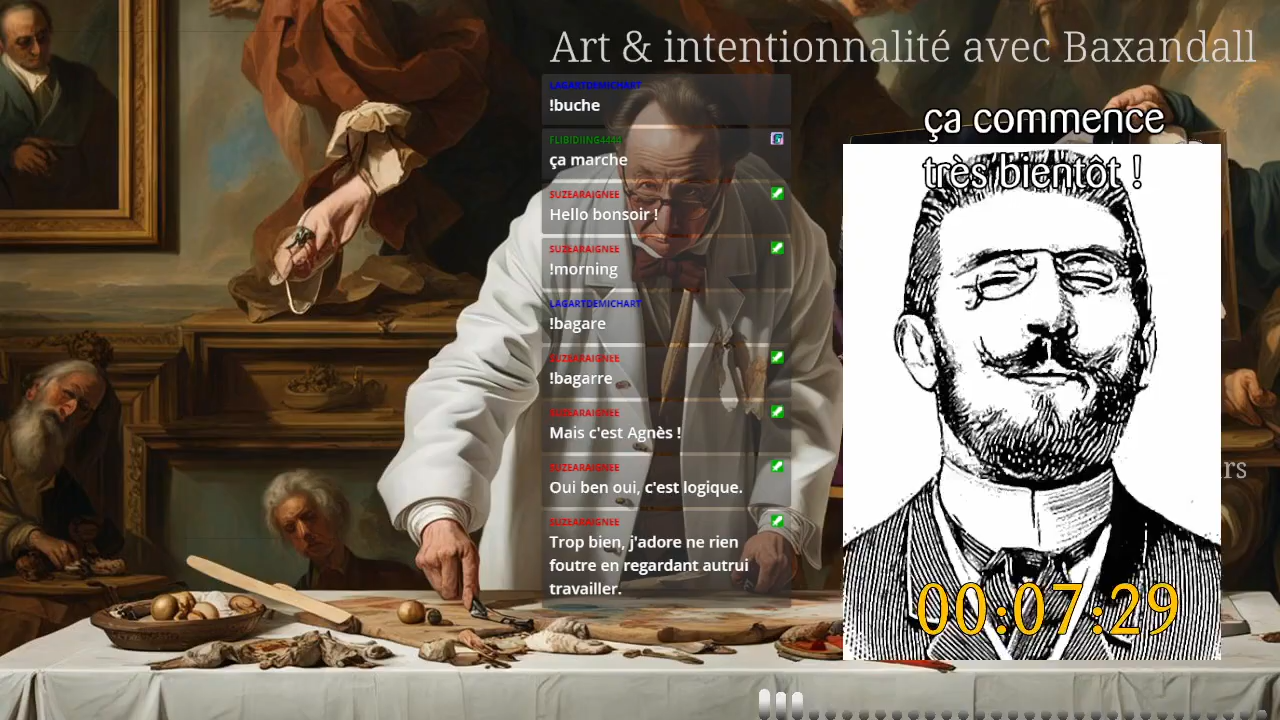 Art & intentionnalité avec Baxandall
LAGARTDEMICHART
!buche
FLIBIDIING4444
ça marche
SUZEARAIGNEE
Hello bonsoir !
SUZEARAIGNEE
!morning
LAGARTDEMICHART
!bagare
SUZEARAIGNEE
!bagarre
SUZEARAIGNEE
Mais c'est Agnès !
SUZEARAIGNEE
Oui ben oui, c'est logique.
SUZEARAIGNEE
Trop bien, j'adore ne rien
foutre en regardant autrui
travailler.
ça commence
très bientôt !
rs
00:07:29